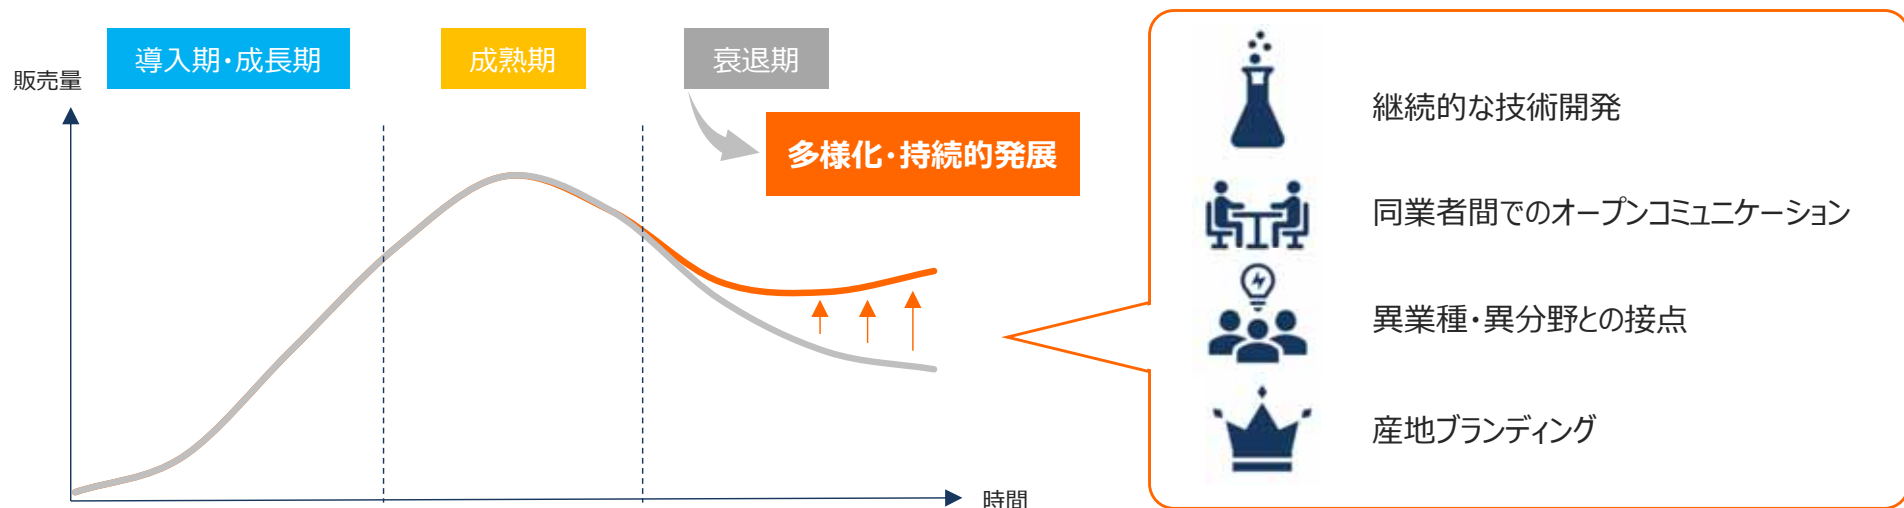 導入期・成長期
成熟期
衰退期
販売量
多様化・持続的発展
時間
継続的な技術開発
同業者間でのオープンコミュニケーション
異業種・異分野との接点
産地ブランディング